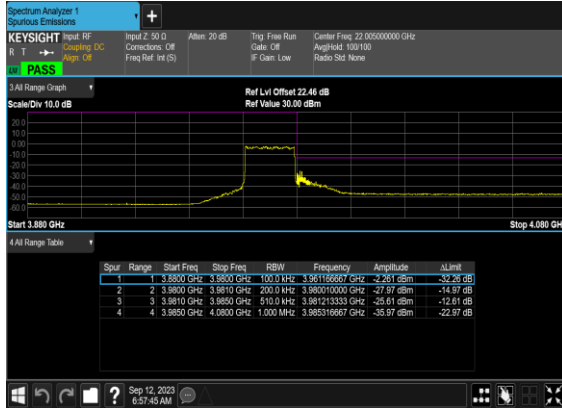 Spectrum Analyzer 1
Spurious Emissions
+
KEYSIGHT Input: RF
R T Coupling: DC
Align: Off
Input Z: 50 Ω
Corrections: Off
Freq Ref: Int (S)
Atten: 20 dB
Trig: Free Run
Gate: Off
IF Gain: Low
Center Freq: 22.005000000 GHz
Avg|Hold: 100/100
Radio Std: None
PASS
3 All Range Graph
Scale/Div 10.0 dB
Ref Lvl Offset 22.46 dB
Ref Value 30.00 dBm
20.0
10.0
0.00
-10.0
-20.0
-30.0
-40.0
-50.0
-60.0
Start 3.880 GHz
Stop 4.080 GH
4 All Range Table
Spur Range Start Freq Stop Freq RBW Frequency Amplitude ΔLimit
1 1 3.8800 GHz 3.9800 GHz 100.0 kHz 3.961166667 GHz -2.261 dBm -32.26 dB
2 2 3.9800 GHz 3.9810 GHz 200.0 kHz 3.980010000 GHz -27.97 dBm -14.97 dB
3 3 3.9810 GHz 3.9850 GHz 510.0 kHz 3.981213333 GHz -25.61 dBm -12.61 dB
4 4 3.9850 GHz 4.0800 GHz 1.000 MHz 3.985316667 GHz -35.97 dBm -22.97 dB
?
Sep 12, 2023
6:57:45 AM